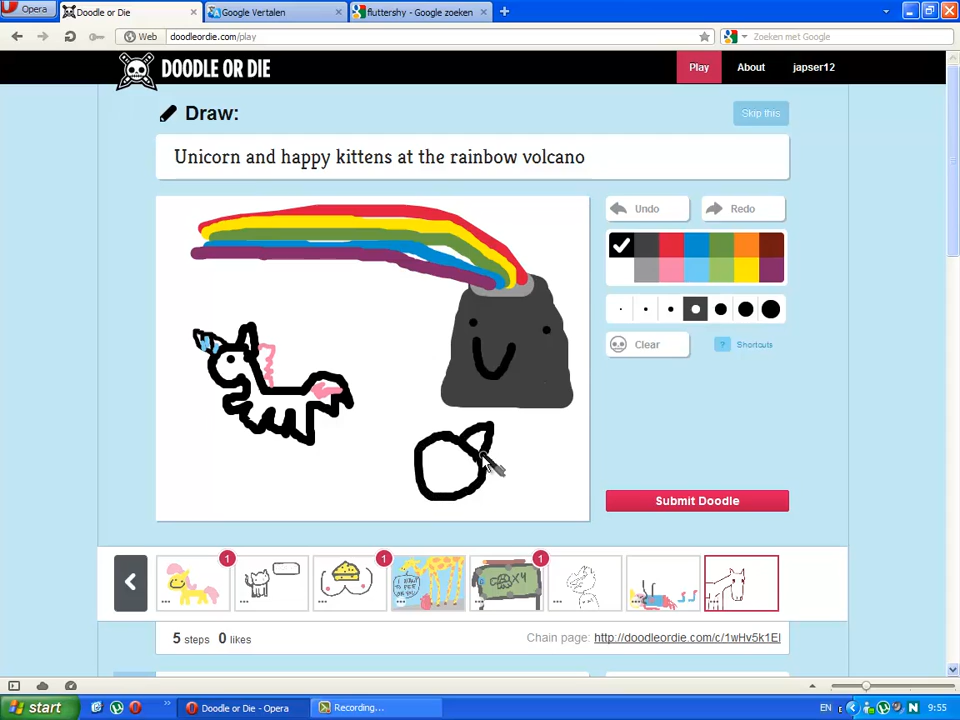 Opera
Doodle or Die
Google Vertalen
fluttershy - Google zoeken
Web
doodleordie.com/play
Zoeken met Google
DOODLE OR DIE
Play
About
japser12
Draw:
Skip this
Unicorn and happy kittens at the rainbow volcano
Undo
Redo
Clear
?
Shortcuts
Submit Doodle
1
1
1
5 steps
0 likes
Chain page: http://doodleordie.com/c/1wHv5k1El
start
Doodle or Die - Opera
Recording...
EN
9:55